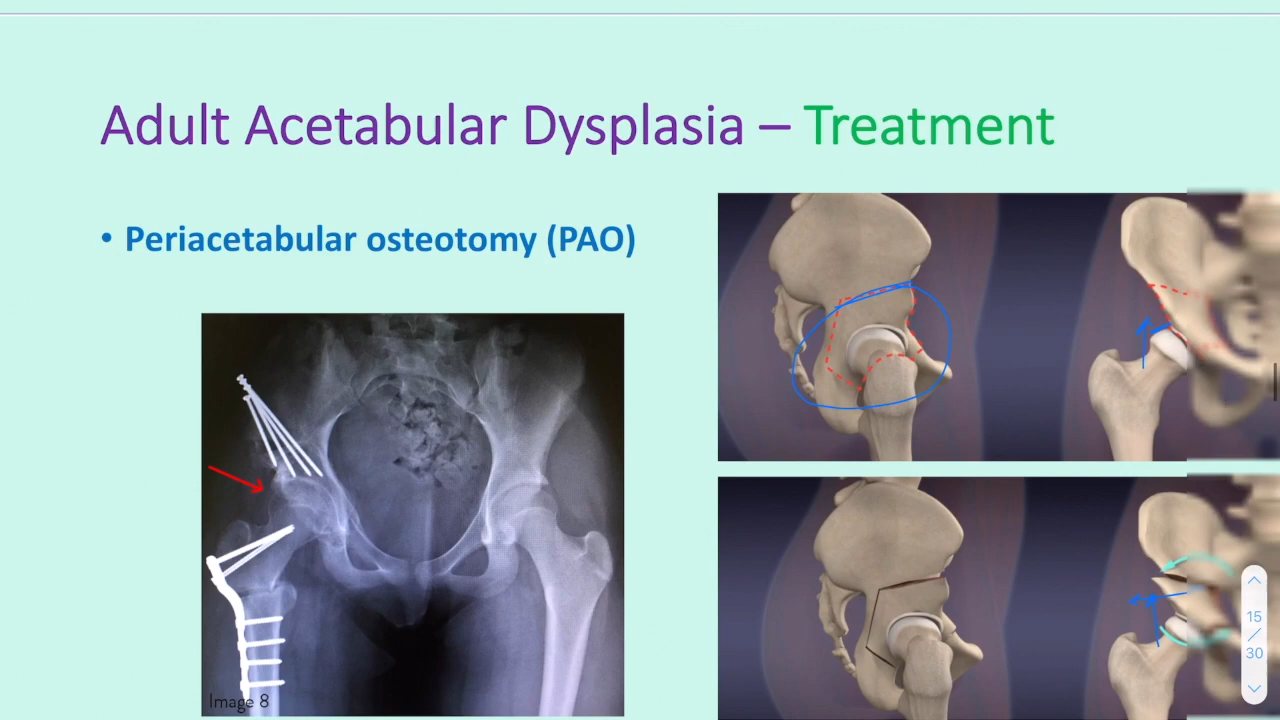 Adult Acetabular Dysplasia – Treatment
• Periacetabular osteotomy (PAO)
Image 8
15
/
30